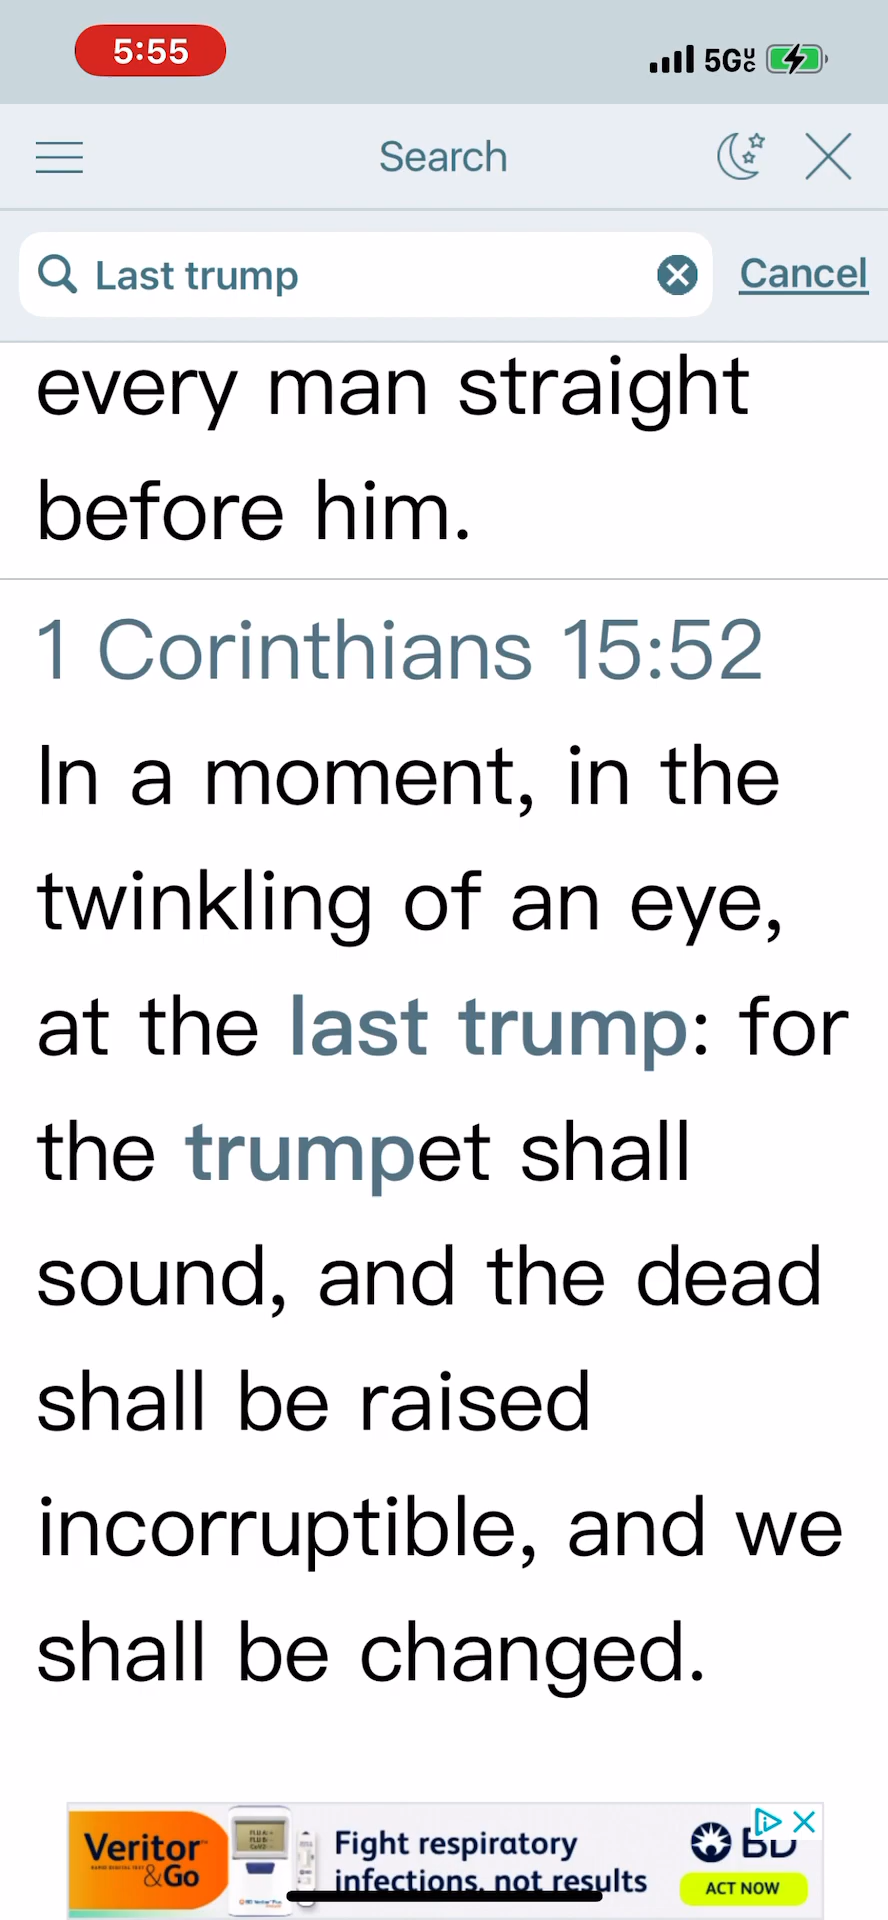 5:55
5GUC
Search
Last trump
Cancel
every man straight
before him.
1 Corinthians 15:52
In a moment, in the
twinkling of an eye,
at the last trump: for
the trumpet shall
sound, and the dead
shall be raised
incorruptible, and we
shall be changed.
Veritor™
&Go
Fight respiratory
infections, not results
BD
ACT NOW